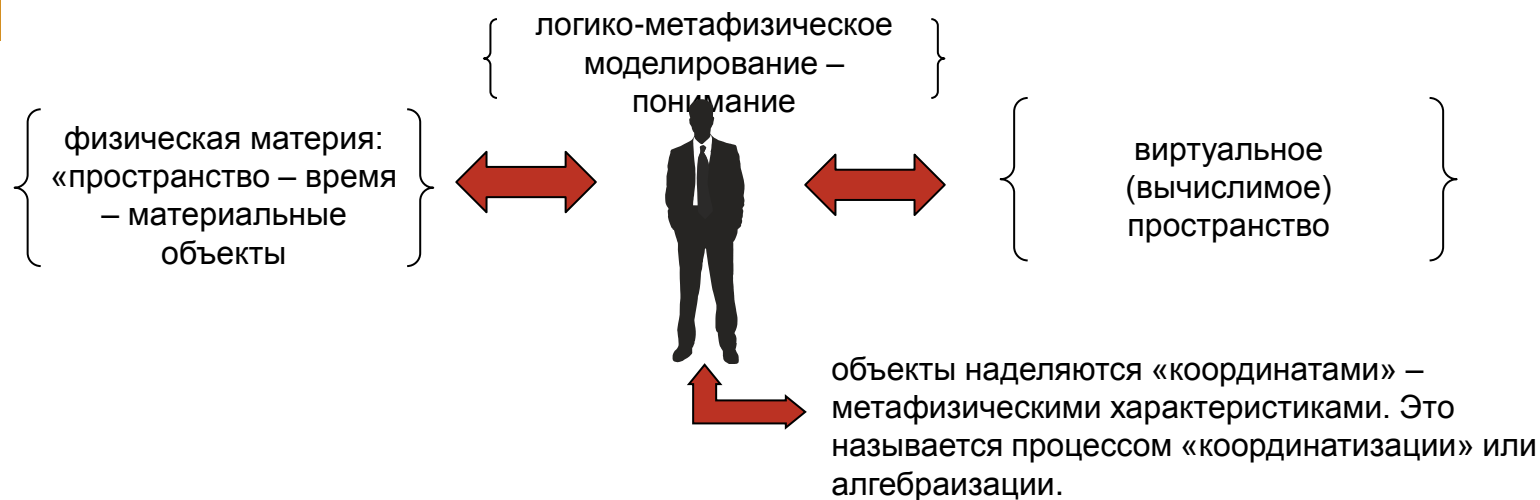 логико-метафизическое
моделирование –
понимание
физическая материя:
«пространство – время
– материальные
объекты
виртуальное
(вычислимое)
пространство
объекты наделяются «координатами» –
метафизическими характеристиками. Это
называется процессом «координатизации» или
алгебраизации.